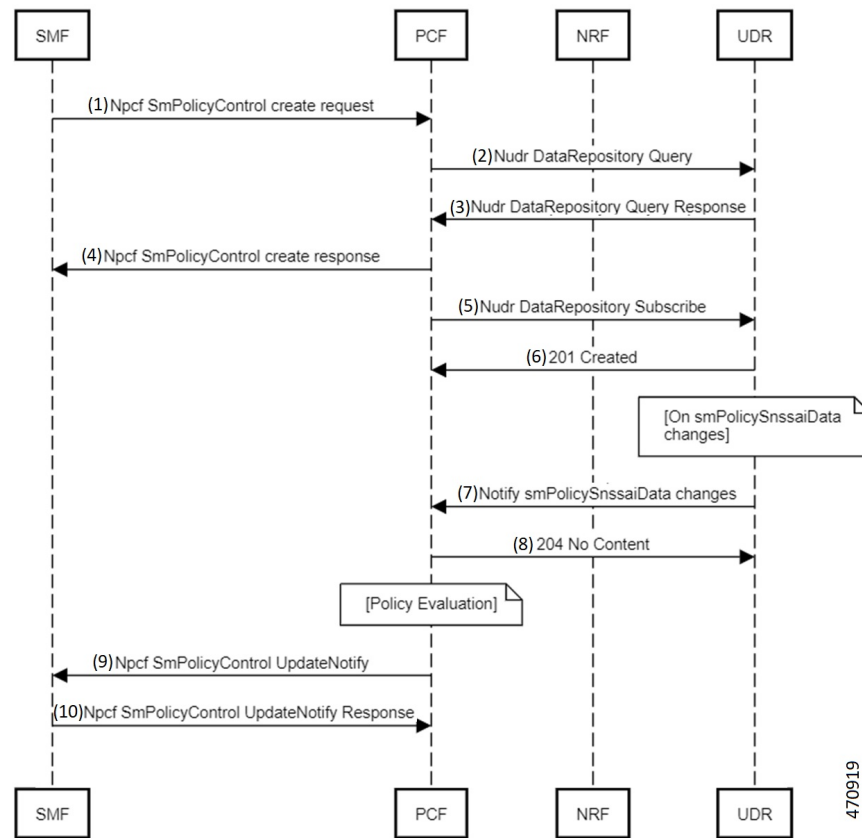 SMF PCF NRF UDR
(1)Npcf SmPolicyControl create request
(2)Nudr DataRepository Query
(3)Nudr DataRepository Query Response
(4)Npcf SmPolicyControl create response
(5)Nudr DataRepository Subscribe
(6)201 Created
[On smPolicySnssaiData
changes]
(7)Notify smPolicySnssaiData changes
(8)204 No Content
[Policy Evaluation]
(9)Npcf SmPolicyControl UpdateNotify
(10)Npcf SmPolicyControl UpdateNotify Response
SMF PCF NRF UDR
470919